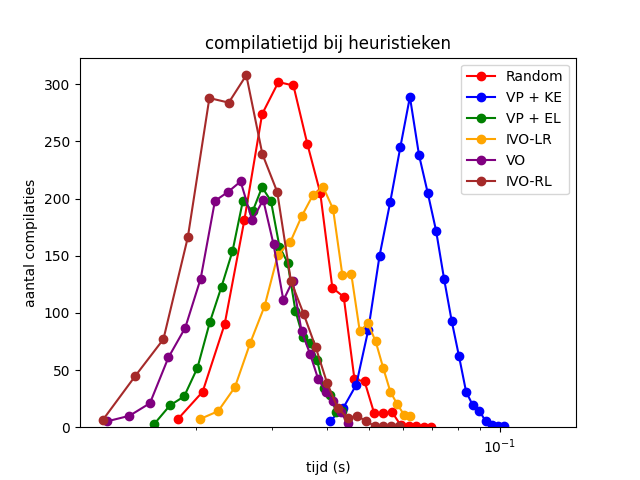 compilatietijd bij heuristieken
aantal compilaties
300
250
200
150
100
50
0
Random
VP + KE
VP + EL
IVO-LR
VO
IVO-RL
10⁻¹
tijd (s)